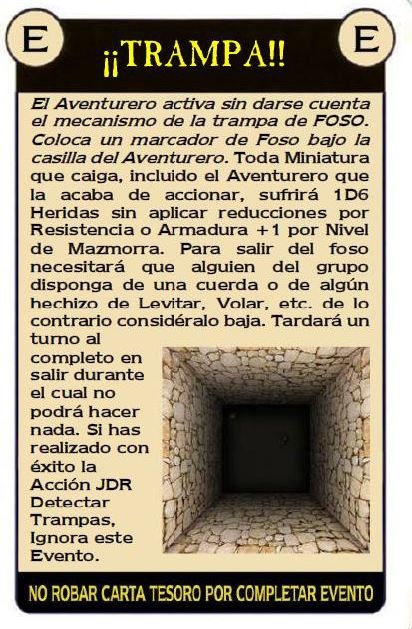 E
E
¡¡TRAMPA!!
El Aventurero activa sin darse cuenta
el mecanismo de la trampa de FOSO.
Coloca un marcador de Foso bajo la
casilla del Aventurero. Toda Miniatura
que caiga, incluido el Aventurero que
la acaba de accionar, sufrirá 1D6
Heridas sin aplicar reducciones por
Resistencia o Armadura +1 por Nivel
de Mazmorra. Para salir del foso
necesitará que alguien del grupo
disponga de una cuerda o de algún
hechizo de Levitar, Volar, etc. de lo
contrario considéralo baja. Tardará un
turno al
completo en
salir durante
el cual no
podrá hacer
nada. Si has
realizado con
éxito la
Acción JDR
Detectar
Trampas,
Ignora este
Evento.
NO ROBAR CARTA TESORO POR COMPLETAR EVENTO